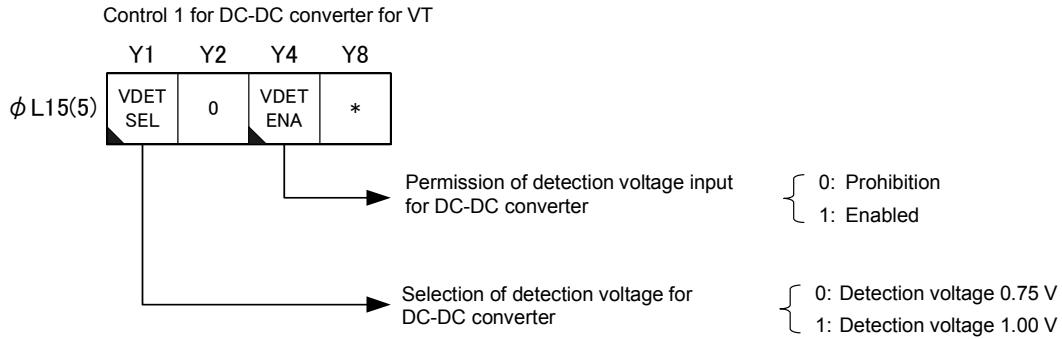 Control 1 for DC-DC converter for VT
Y1 Y2 Y4 Y8
ϕL15(5) VDET SEL 0 VDET ENA *
Permission of detection voltage input
for DC-DC converter
0: Prohibition
1: Enabled
Selection of detection voltage for
DC-DC converter
0: Detection voltage 0.75 V
1: Detection voltage 1.00 V